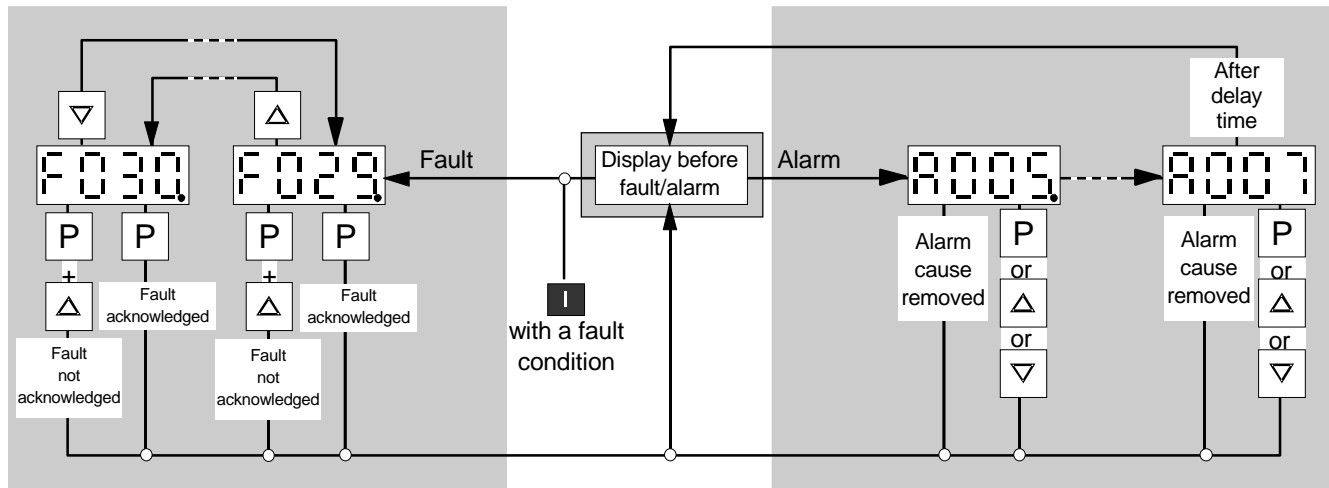 F030.
F029.
Fault
Display before
fault/alarm
Alarm
A005.
A007
After
delay
time
P
+
Fault
not
acknowledged
P
Fault
acknowledged
P
+
Fault
not
acknowledged
P
Fault
acknowledged
I
with a fault
condition
Alarm
cause
removed
P
or
or
Alarm
cause
removed
P
or
or